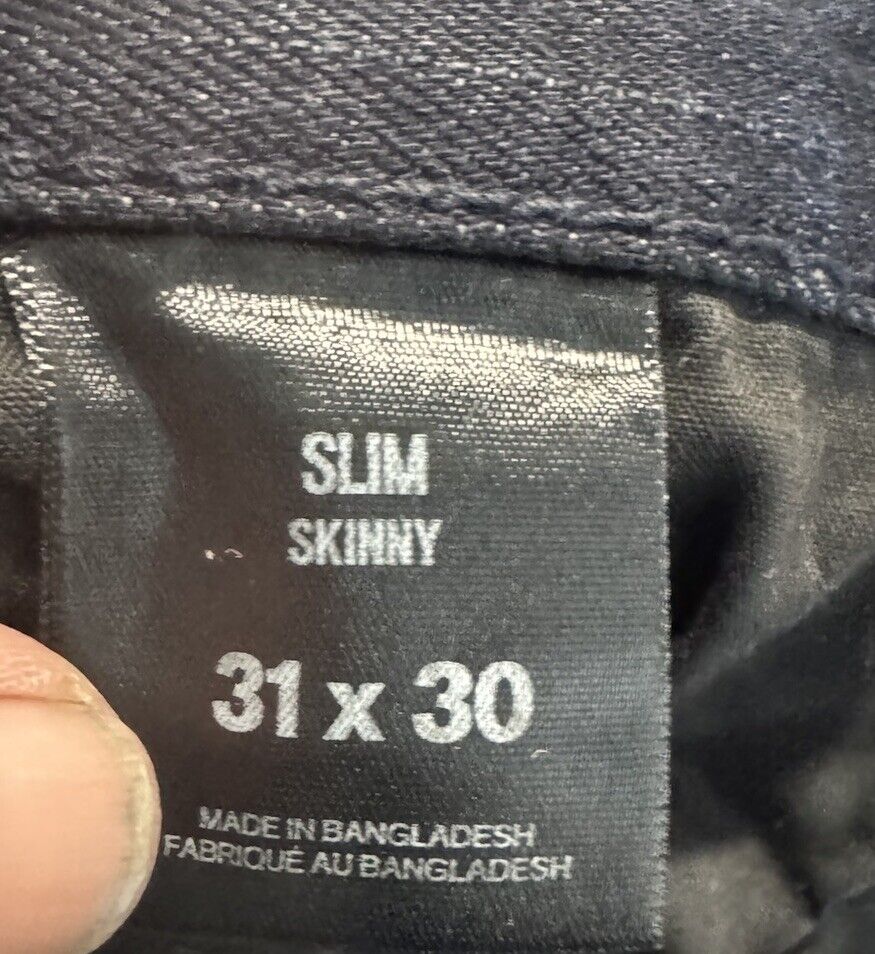 SLIM
SKINNY
31 x 30
MADE IN BANGLADESH
FABRIQUÉ AU BANGLADESH